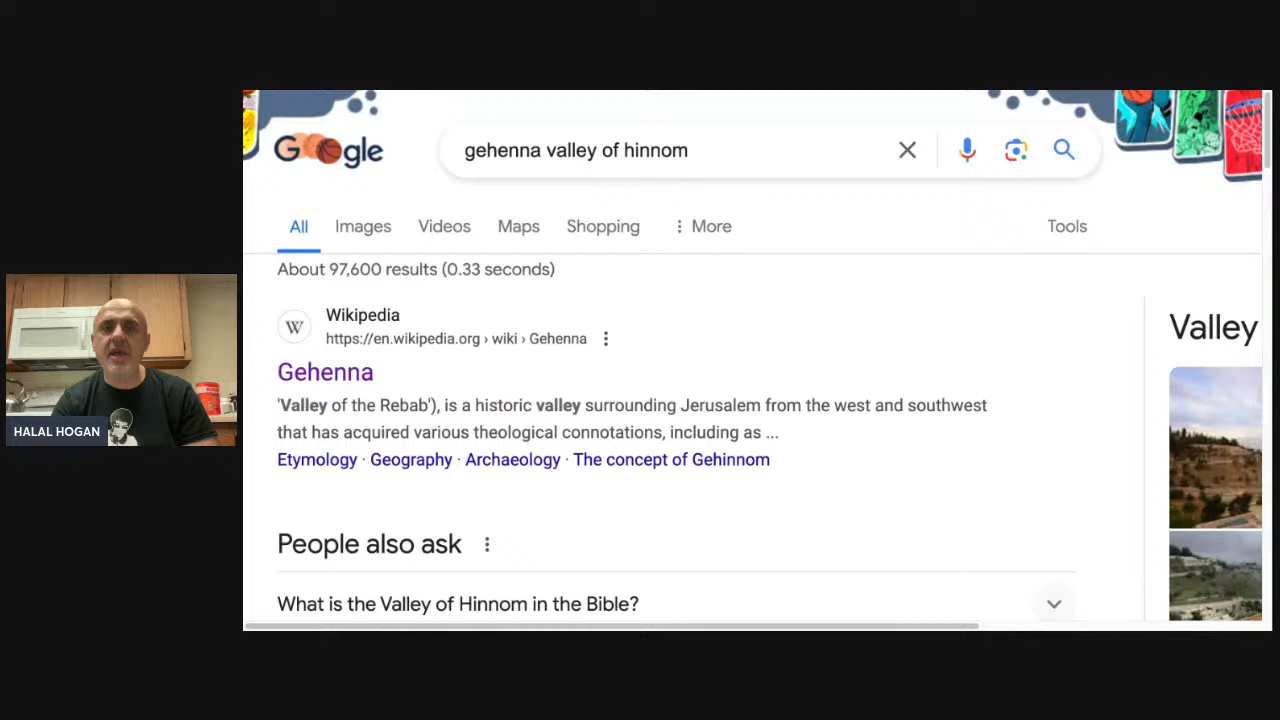 Google
gehenna valley of hinnom
All Images Videos Maps Shopping More Tools
About 97,600 results (0.33 seconds)
W
Wikipedia
https://en.wikipedia.org › wiki › Gehenna
Gehenna
'Valley of the Rebab'), is a historic valley surrounding Jerusalem from the west and southwest
that has acquired various theological connotations, including as ...
Etymology · Geography · Archaeology · The concept of Gehinnom
People also ask
What is the Valley of Hinnom in the Bible?
Valley
HALAL HOGAN